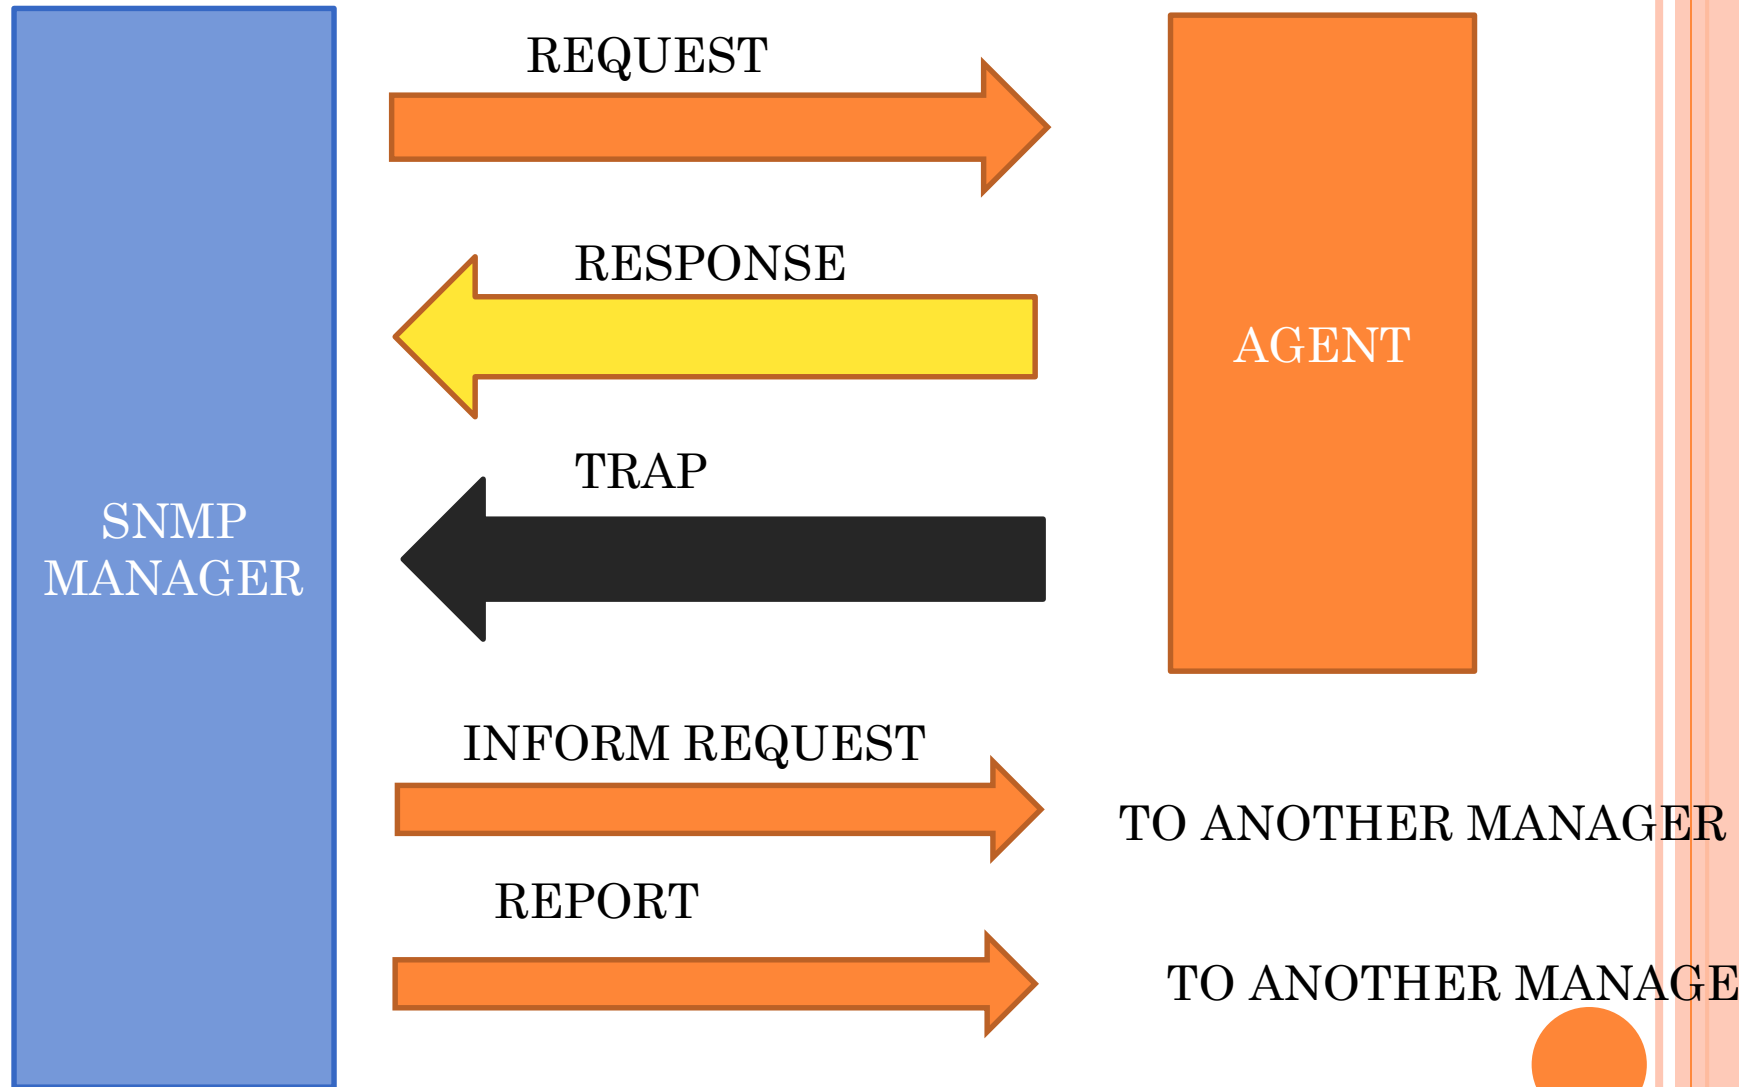 REQUEST
RESPONSE
AGENT
TRAP
SNMP
MANAGER
INFORM REQUEST
TO ANOTHER MANAGER
REPORT
TO ANOTHER MANAGE